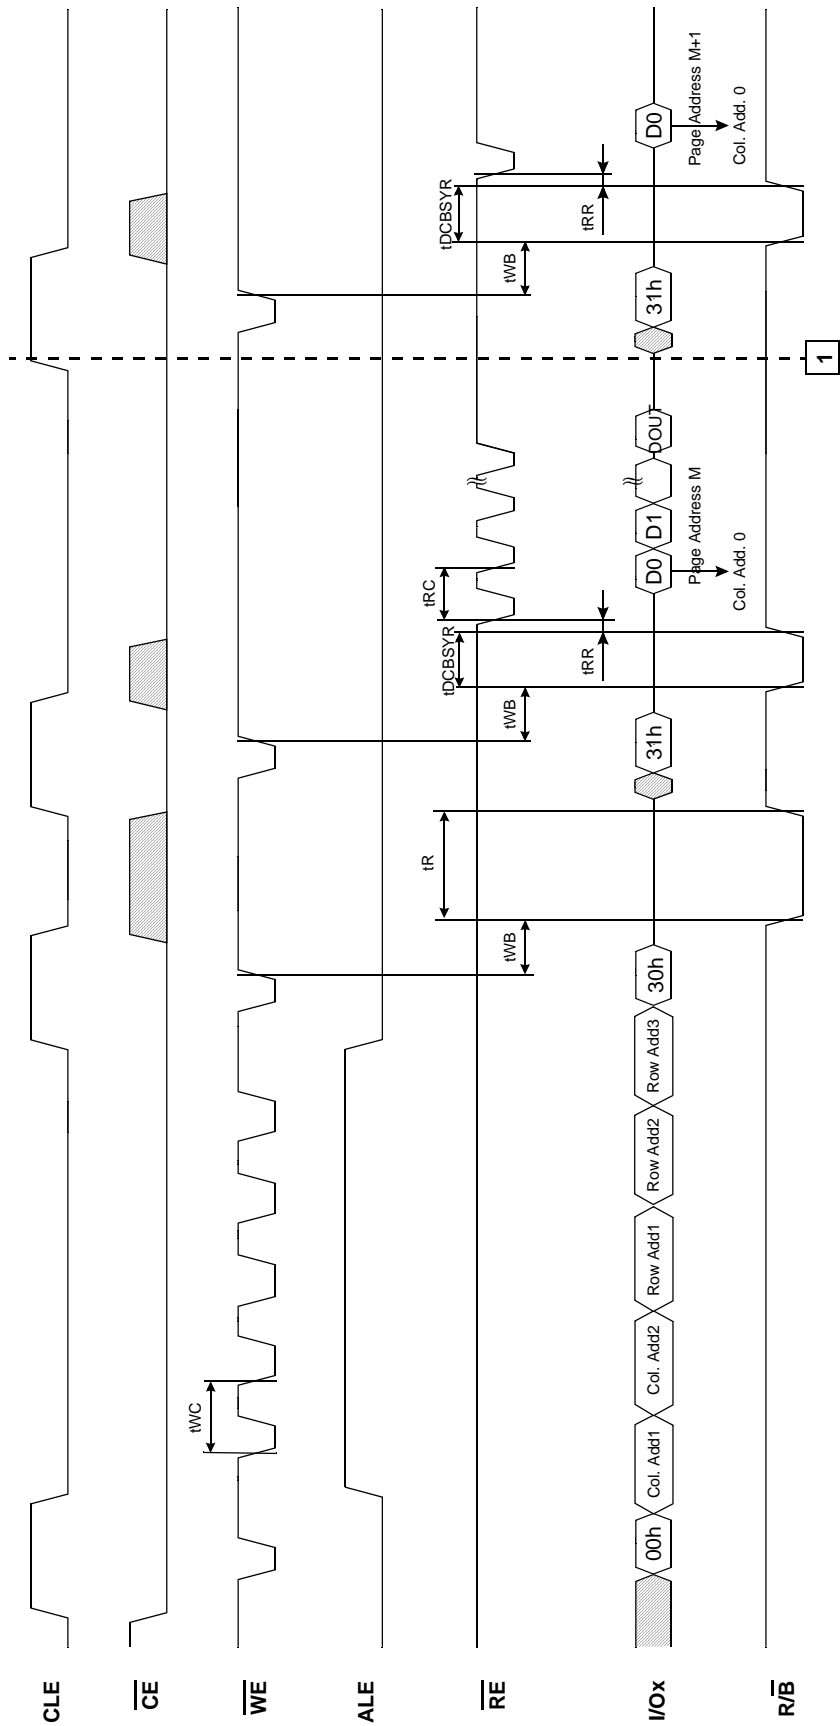 CLE
CE
WE
tWC
ALE
RE
tWB
tR
tWB
tDCBSYR
tRR
tRC
tWB
tDCBSYR
tRR
I/Ox
00h
Col. Add1
Col. Add2
Row Add1
Row Add2
Row Add3
30h
31h
D0
D1
DOUT
31h
D0
Page Address M
Col. Add. 0
Page Address M+1
Col. Add. 0
R/B
1